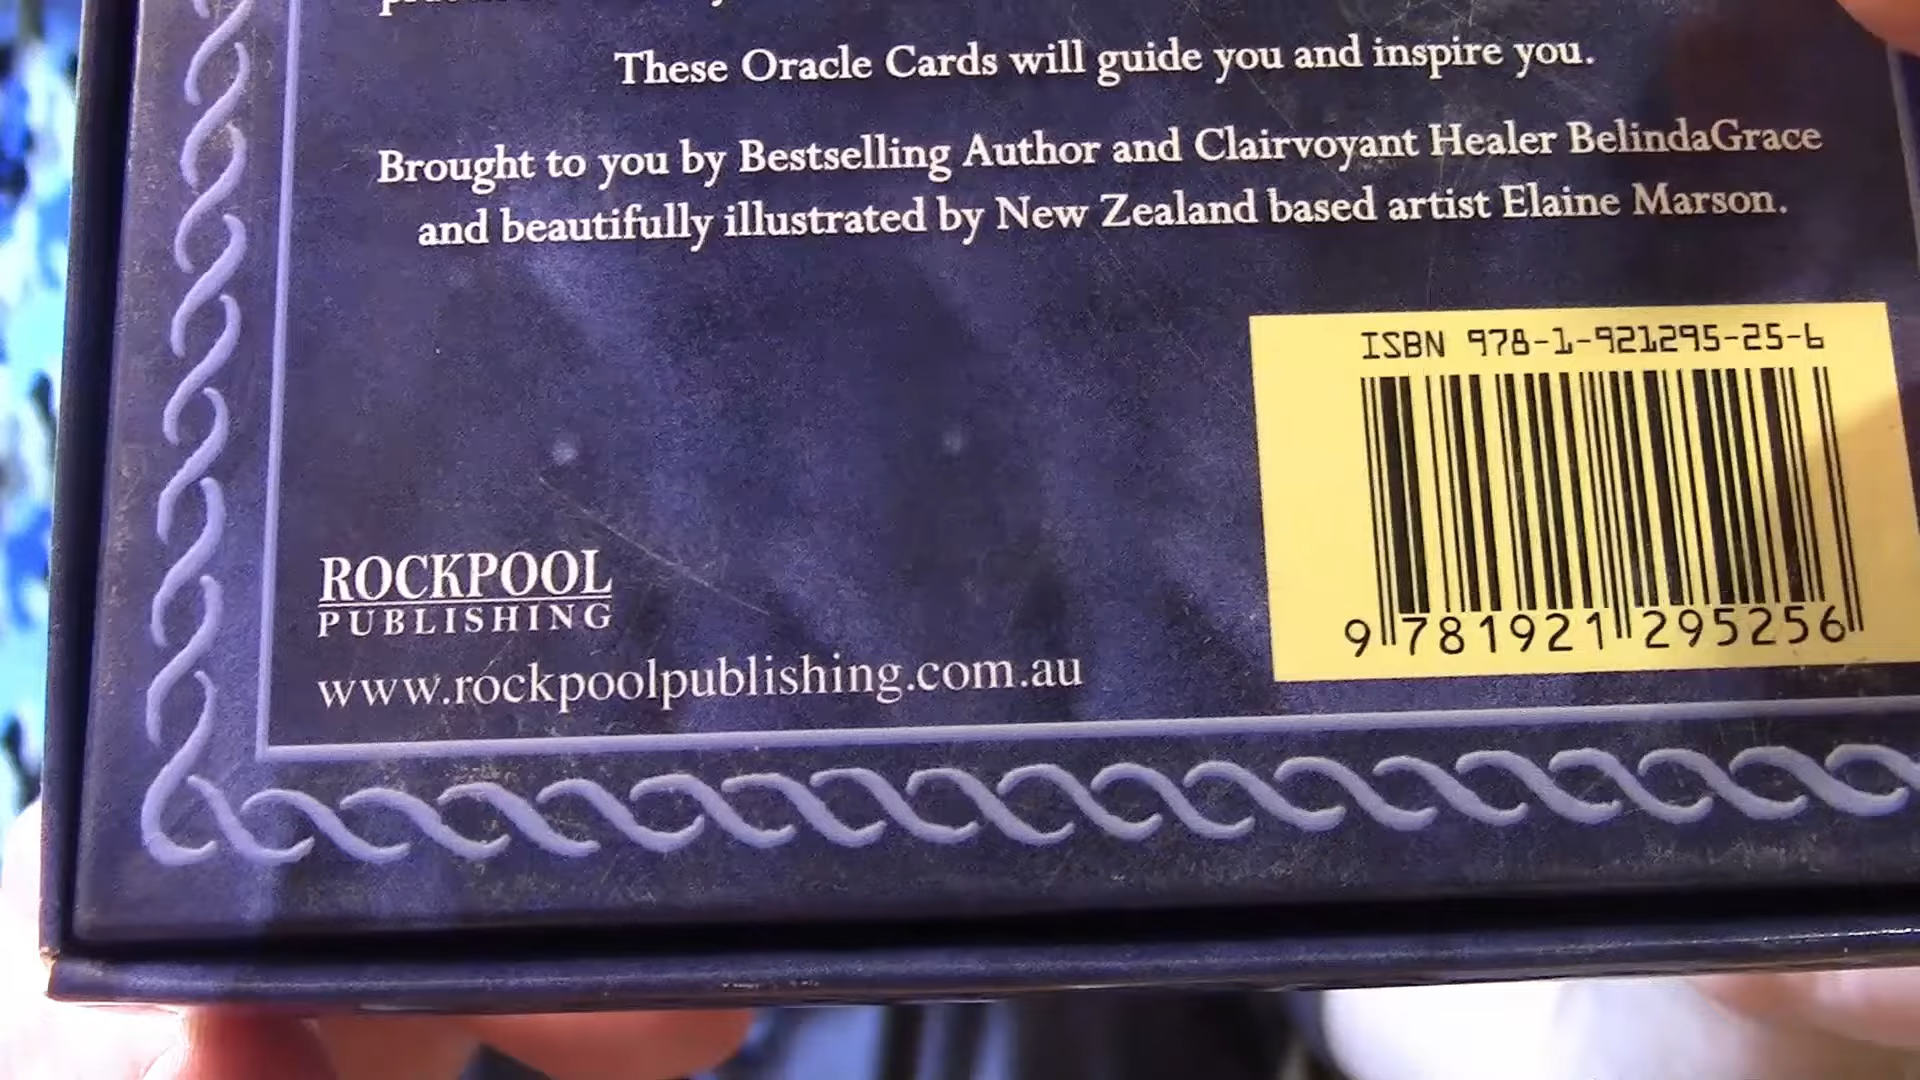 These Oracle Cards will guide you and inspire you.
Brought to you by Bestselling Author and Clairvoyant Healer BelindaGrace
and beautifully illustrated by New Zealand based artist Elaine Marson.
ISBN 978-1-921295-25-6
9 781921 295256
ROCKPOOL
PUBLISHING
www.rockpoolpublishing.com.au